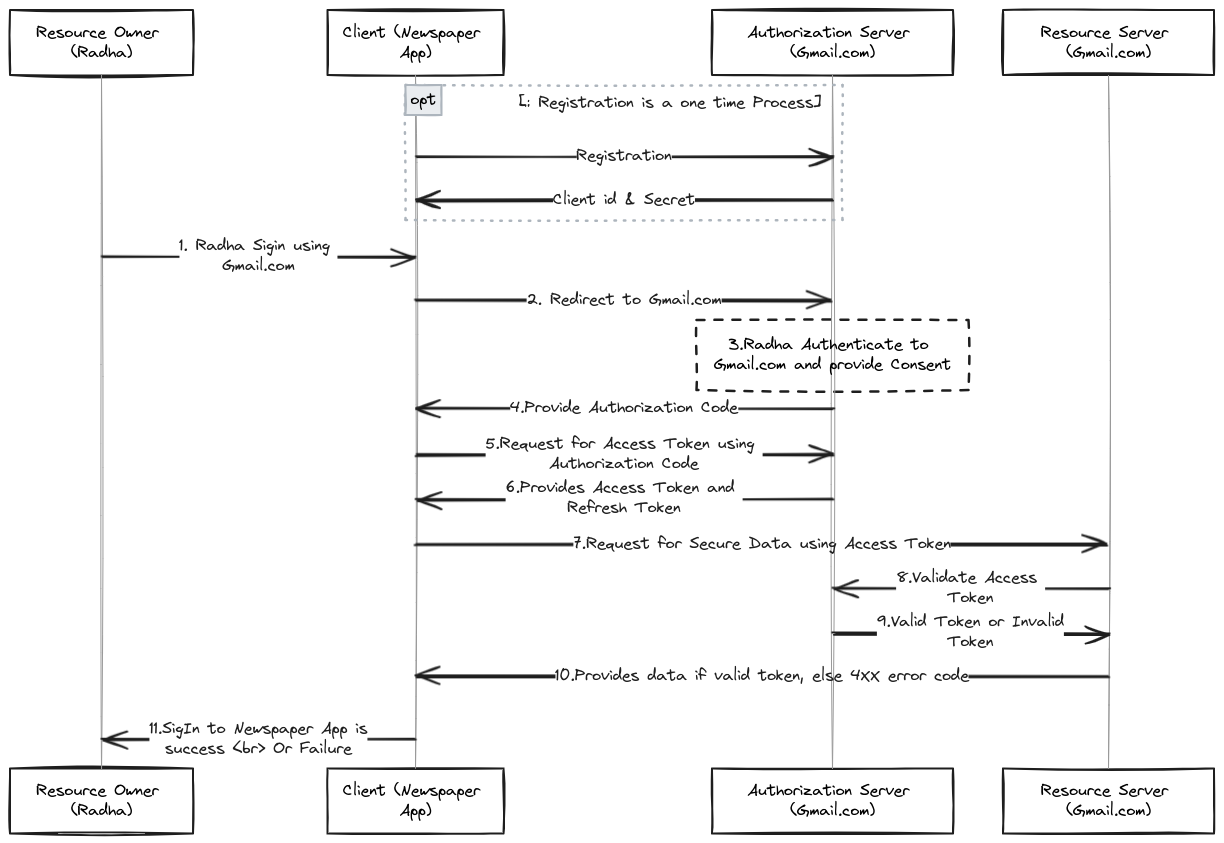 Resource Owner
(Radha)
Client (Newspaper
App)
Authorization Server
(Gmail.com)
Resource Server
(Gmail.com)
opt
[: Registration is a one time Process]
Registration
Client id & Secret
1. Radha Sigin using
Gmail.com
2. Redirect to Gmail.com
3.Radha Authenticate to
Gmail.com and provide Consent
4.Provide Authorization Code
5.Request for Access Token using
Authorization Code
6.Provides Access Token and
Refresh Token
7.Request for Secure Data using Access Token
8.Validate Access
Token
9.Valid Token or Invalid
Token
10.Provides data if valid token, else 4XX error code
11.SigIn to Newspaper App is
success <br> Or Failure
Resource Owner
(Radha)
Client (Newspaper
App)
Authorization Server
(Gmail.com)
Resource Server
(Gmail.com)